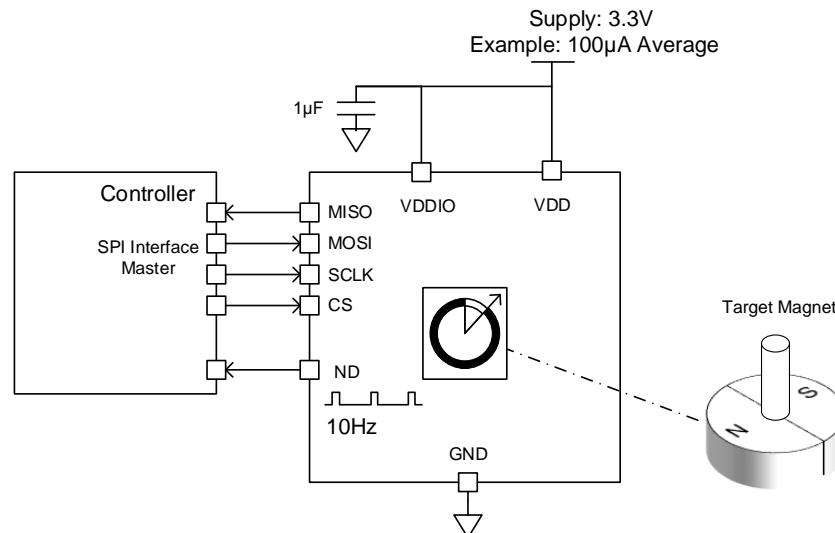 Supply: 3.3V
Example: 100µA Average
1µF
Controller
SPI Interface
Master
MISO
MOSI
SCLK
CS
ND
10Hz
VDDIO
VDD
GND
Target Magnet
N
S